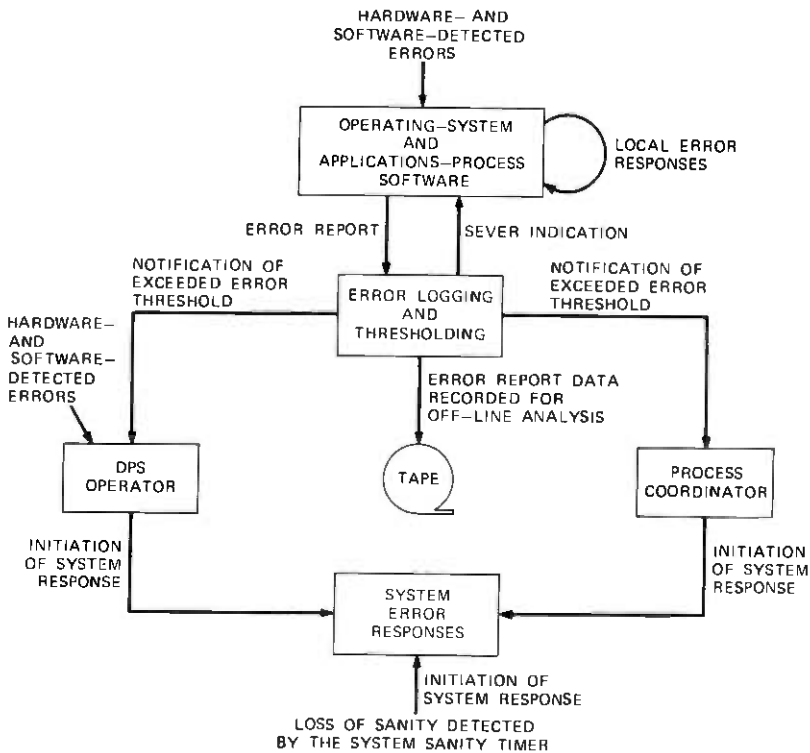 HARDWARE— AND
SOFTWARE—DETECTED
ERRORS
OPERATING—SYSTEM
AND
APPLICATIONS—PROCESS
SOFTWARE
LOCAL ERROR
RESPONSES
ERROR REPORT
SEVER INDICATION
NOTIFICATION OF
EXCEEDED ERROR
THRESHOLD
ERROR LOGGING
AND
THRESHOLDING
NOTIFICATION OF
EXCEEDED ERROR
THRESHOLD
HARDWARE—
AND
SOFTWARE—
DETECTED
ERRORS
ERROR REPORT DATA
RECORDED FOR
OFF—LINE ANALYSIS
DPS
OPERATOR
TAPE
PROCESS
COORDINATOR
INITIATION
OF SYSTEM
RESPONSE
SYSTEM
ERROR
RESPONSES
INITIATION
OF SYSTEM
RESPONSE
INITIATION OF
SYSTEM RESPONSE
LOSS OF SANITY DETECTED
BY THE SYSTEM SANITY TIMER